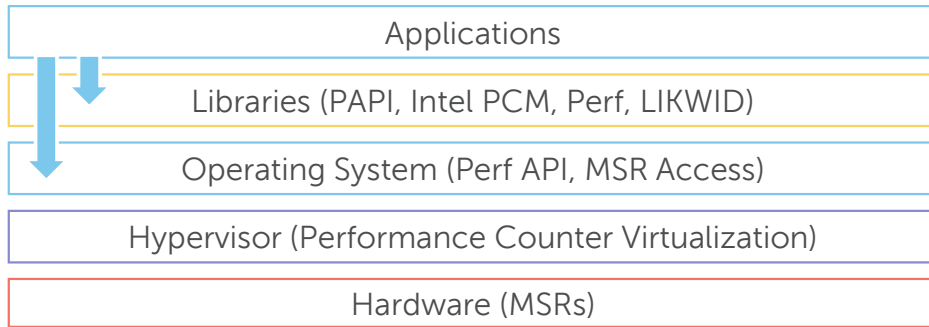 Applications
Libraries (PAPI, Intel PCM, Perf, LIKWID)
Operating System (Perf API, MSR Access)
Hypervisor (Performance Counter Virtualization)
Hardware (MSRs)